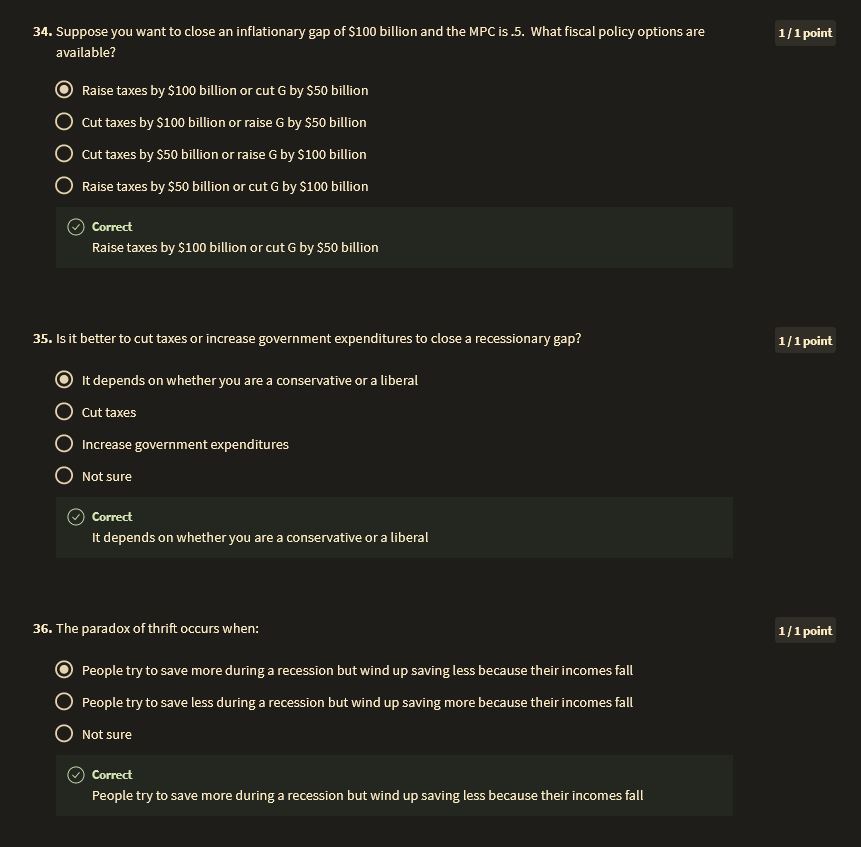 34. Suppose you want to close an inflationary gap of $100 billion and the MPC is .5.  What fiscal policy options are
available?
1 / 1 point
Raise taxes by $100 billion or cut G by $50 billion
Cut taxes by $100 billion or raise G by $50 billion
Cut taxes by $50 billion or raise G by $100 billion
Raise taxes by $50 billion or cut G by $100 billion
Correct
Raise taxes by $100 billion or cut G by $50 billion
35. Is it better to cut taxes or increase government expenditures to close a recessionary gap?
1 / 1 point
It depends on whether you are a conservative or a liberal
Cut taxes
Increase government expenditures
Not sure
Correct
It depends on whether you are a conservative or a liberal
36. The paradox of thrift occurs when:
1 / 1 point
People try to save more during a recession but wind up saving less because their incomes fall
People try to save less during a recession but wind up saving more because their incomes fall
Not sure
Correct
People try to save more during a recession but wind up saving less because their incomes fall